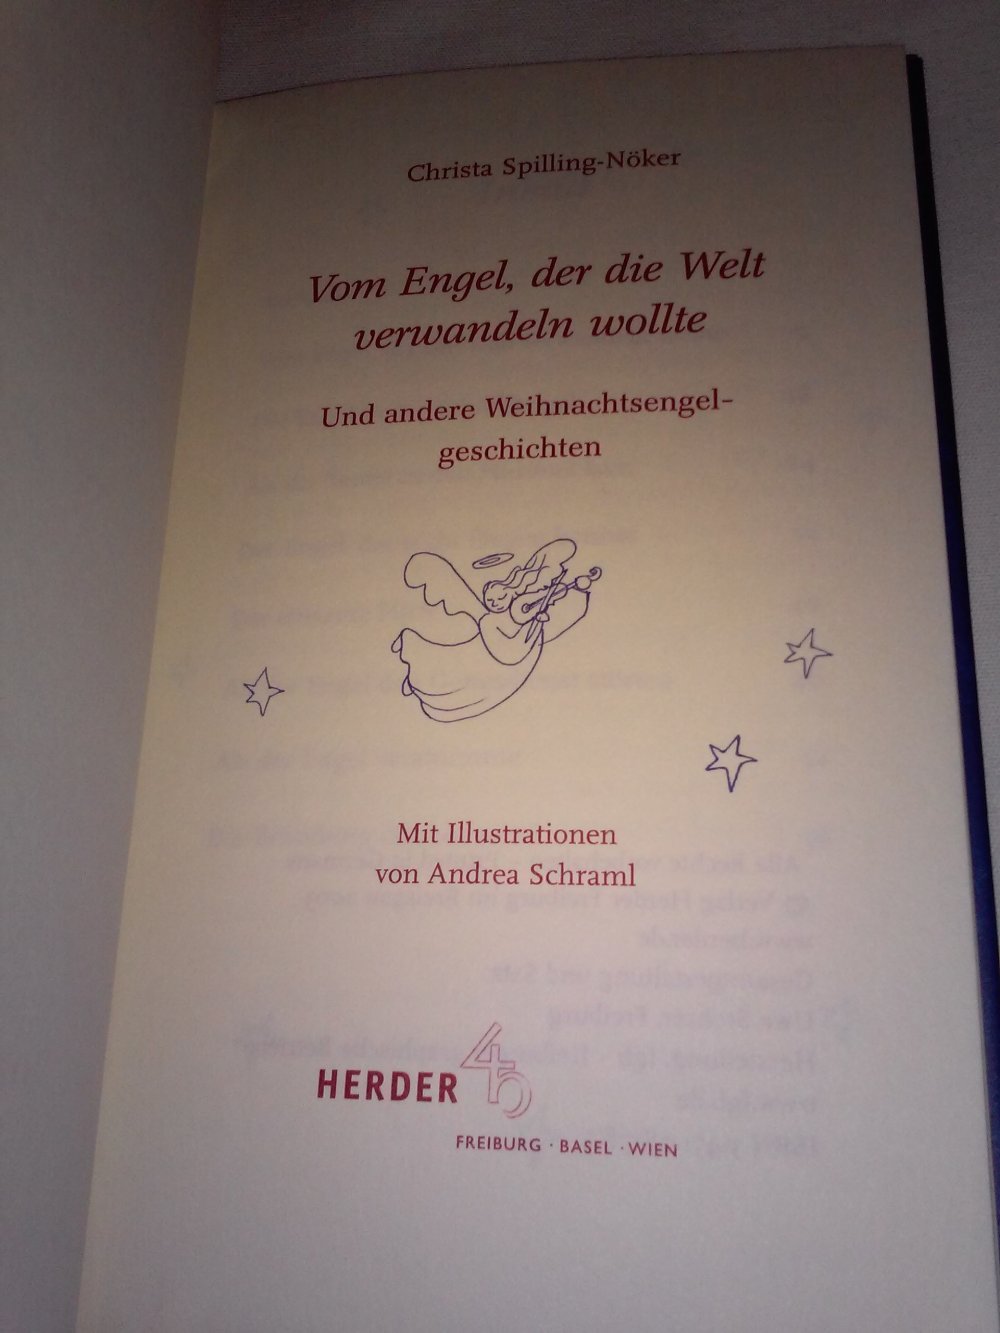 Christa Spilling-Nöker
Vom Engel, der die Welt
verwandeln wollte
Und andere Weihnachtsengel-
geschichten
Mit Illustrationen
von Andrea Schraml
HERDER
FREIBURG · BASEL · WIEN